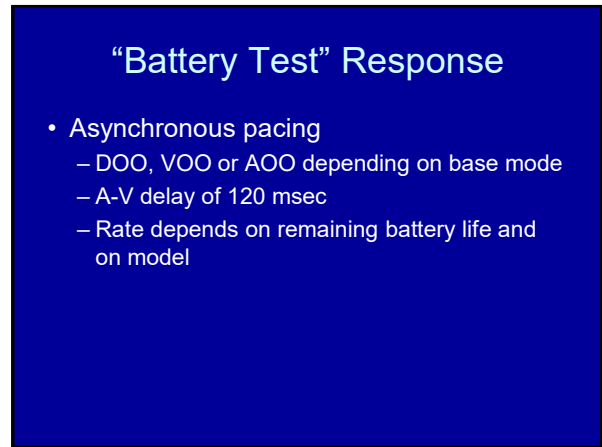 “Battery Test” Response
• Asynchronous pacing
– DOO, VOO or AOO depending on base mode
– A-V delay of 120 msec
– Rate depends on remaining battery life and
on model